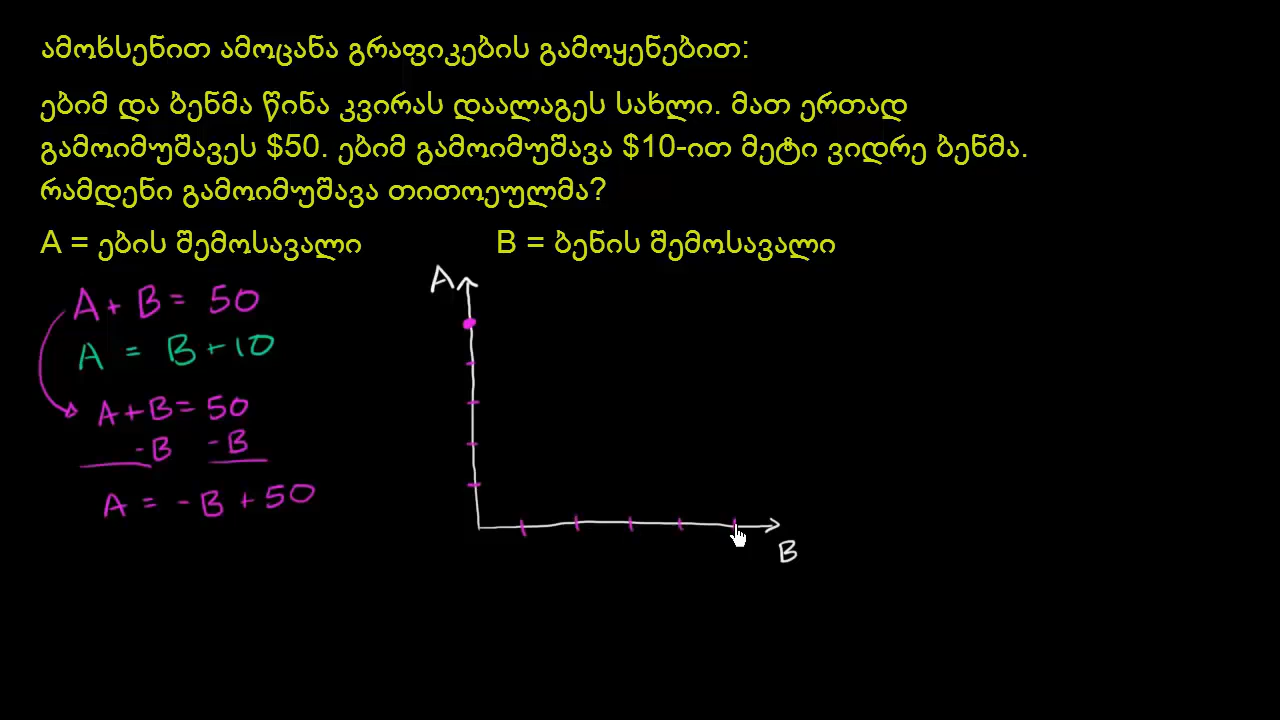 ამოხსენით ამოცანა გრაფიკების გამოყენებით:
ებიმ და ბენმა წინა კვირას დაალაგეს სახლი. მათ ერთად
გამოიმუშავეს $50. ებიმ გამოიმუშავა $10-ით მეტი ვიდრე ბენმა.
რამდენი გამოიმუშავა თითოეულმა?
A = ების შემოსავალი B = ბენის შემოსავალი
A
A + B = 50
A = B + 10
A + B = 50
-B -B
A = -B + 50
B